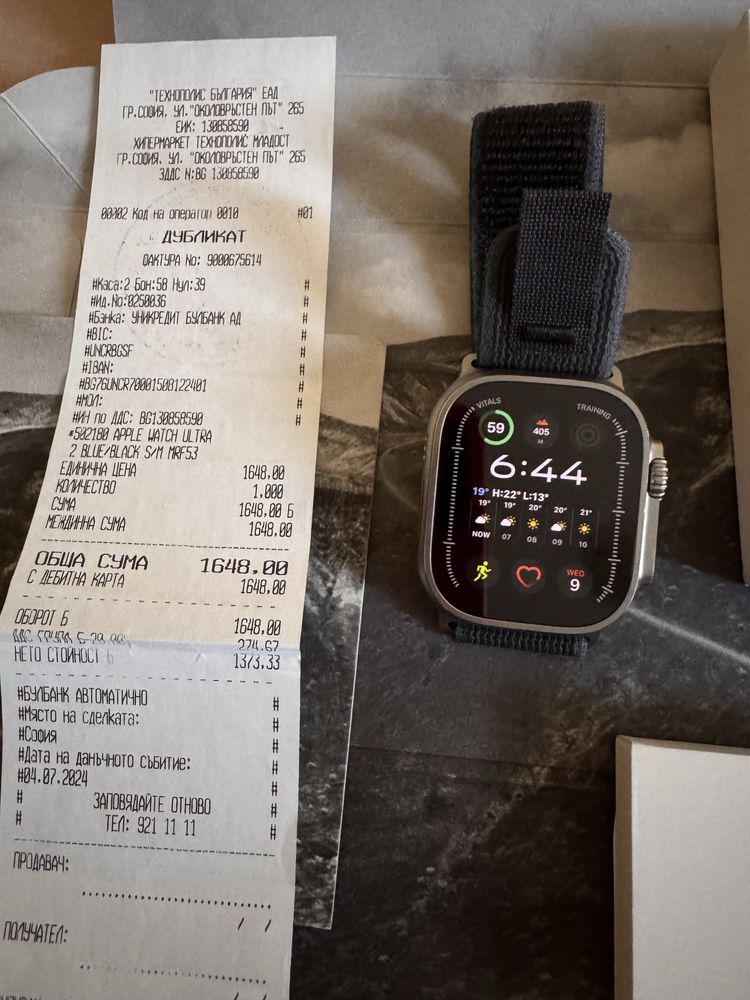 "ТЕХНОПОЛИС БЪЛГАРИЯ" ЕАД
ГР.СОФИЯ, УЛ."ОКОЛОВРЪСТЕН ПЪТ" 265
ЕИК: 130858590
ХИПЕРМАРКЕТ ТЕХНОПОЛИС МЛАДОСТ
ГР.СОФИЯ, УЛ. "ОКОЛОВРЪСТЕН ПЪТ" 265
ЗДДС N:BG 130858590
00002 Код на оператор 0010 #01
ДУБЛИКАТ
ФАКТУРА No: 9000675614
#Каса:2 Бон:58 Нул:39 #
#Ид.No:0250036 #
#Банка: УНИКРЕДИТ БУЛБАНК АД #
#BIC: #
#UNCRBGSF #
#IBAN: #
#BG76UNCR70001508122401 #
#МОЛ: #
#ИН по ДДС: BG130858590 #
*502180 APPLE WATCH ULTRA
2 BLUE/BLACK S/M MRF53
ЕДИНИЧНА ЦЕНА 1648,00
КОЛИЧЕСТВО 1.000
СУМА 1648,00 Б
МЕЖДИННА СУМА 1648.00
ОБЩА СУМА 1648.00
С ДЕБИТНА КАРТА 1648.00
ОБОРОТ Б 1648.00
ДДС ГРУПА Б 274.67
НЕТО СТОЙНОСТ Б 1373.33
#БУЛБАНК АВТОМАТИЧНО #
#Място на сделката: #
#София #
#Дата на данъчното събитие: #
#04.07.2024 #
# ЗАПОВЯДАЙТЕ ОТНОВО #
# ТЕЛ: 921 11 11 #
ПРОДАВАЧ:
/ /
ПОЛУЧАТЕЛ:
VITALS
TRAINING
59
405
M
6:44
19° H:22° L:13°
19° 19° 20° 20° 21°
NOW 07 08 09 10
WED
9